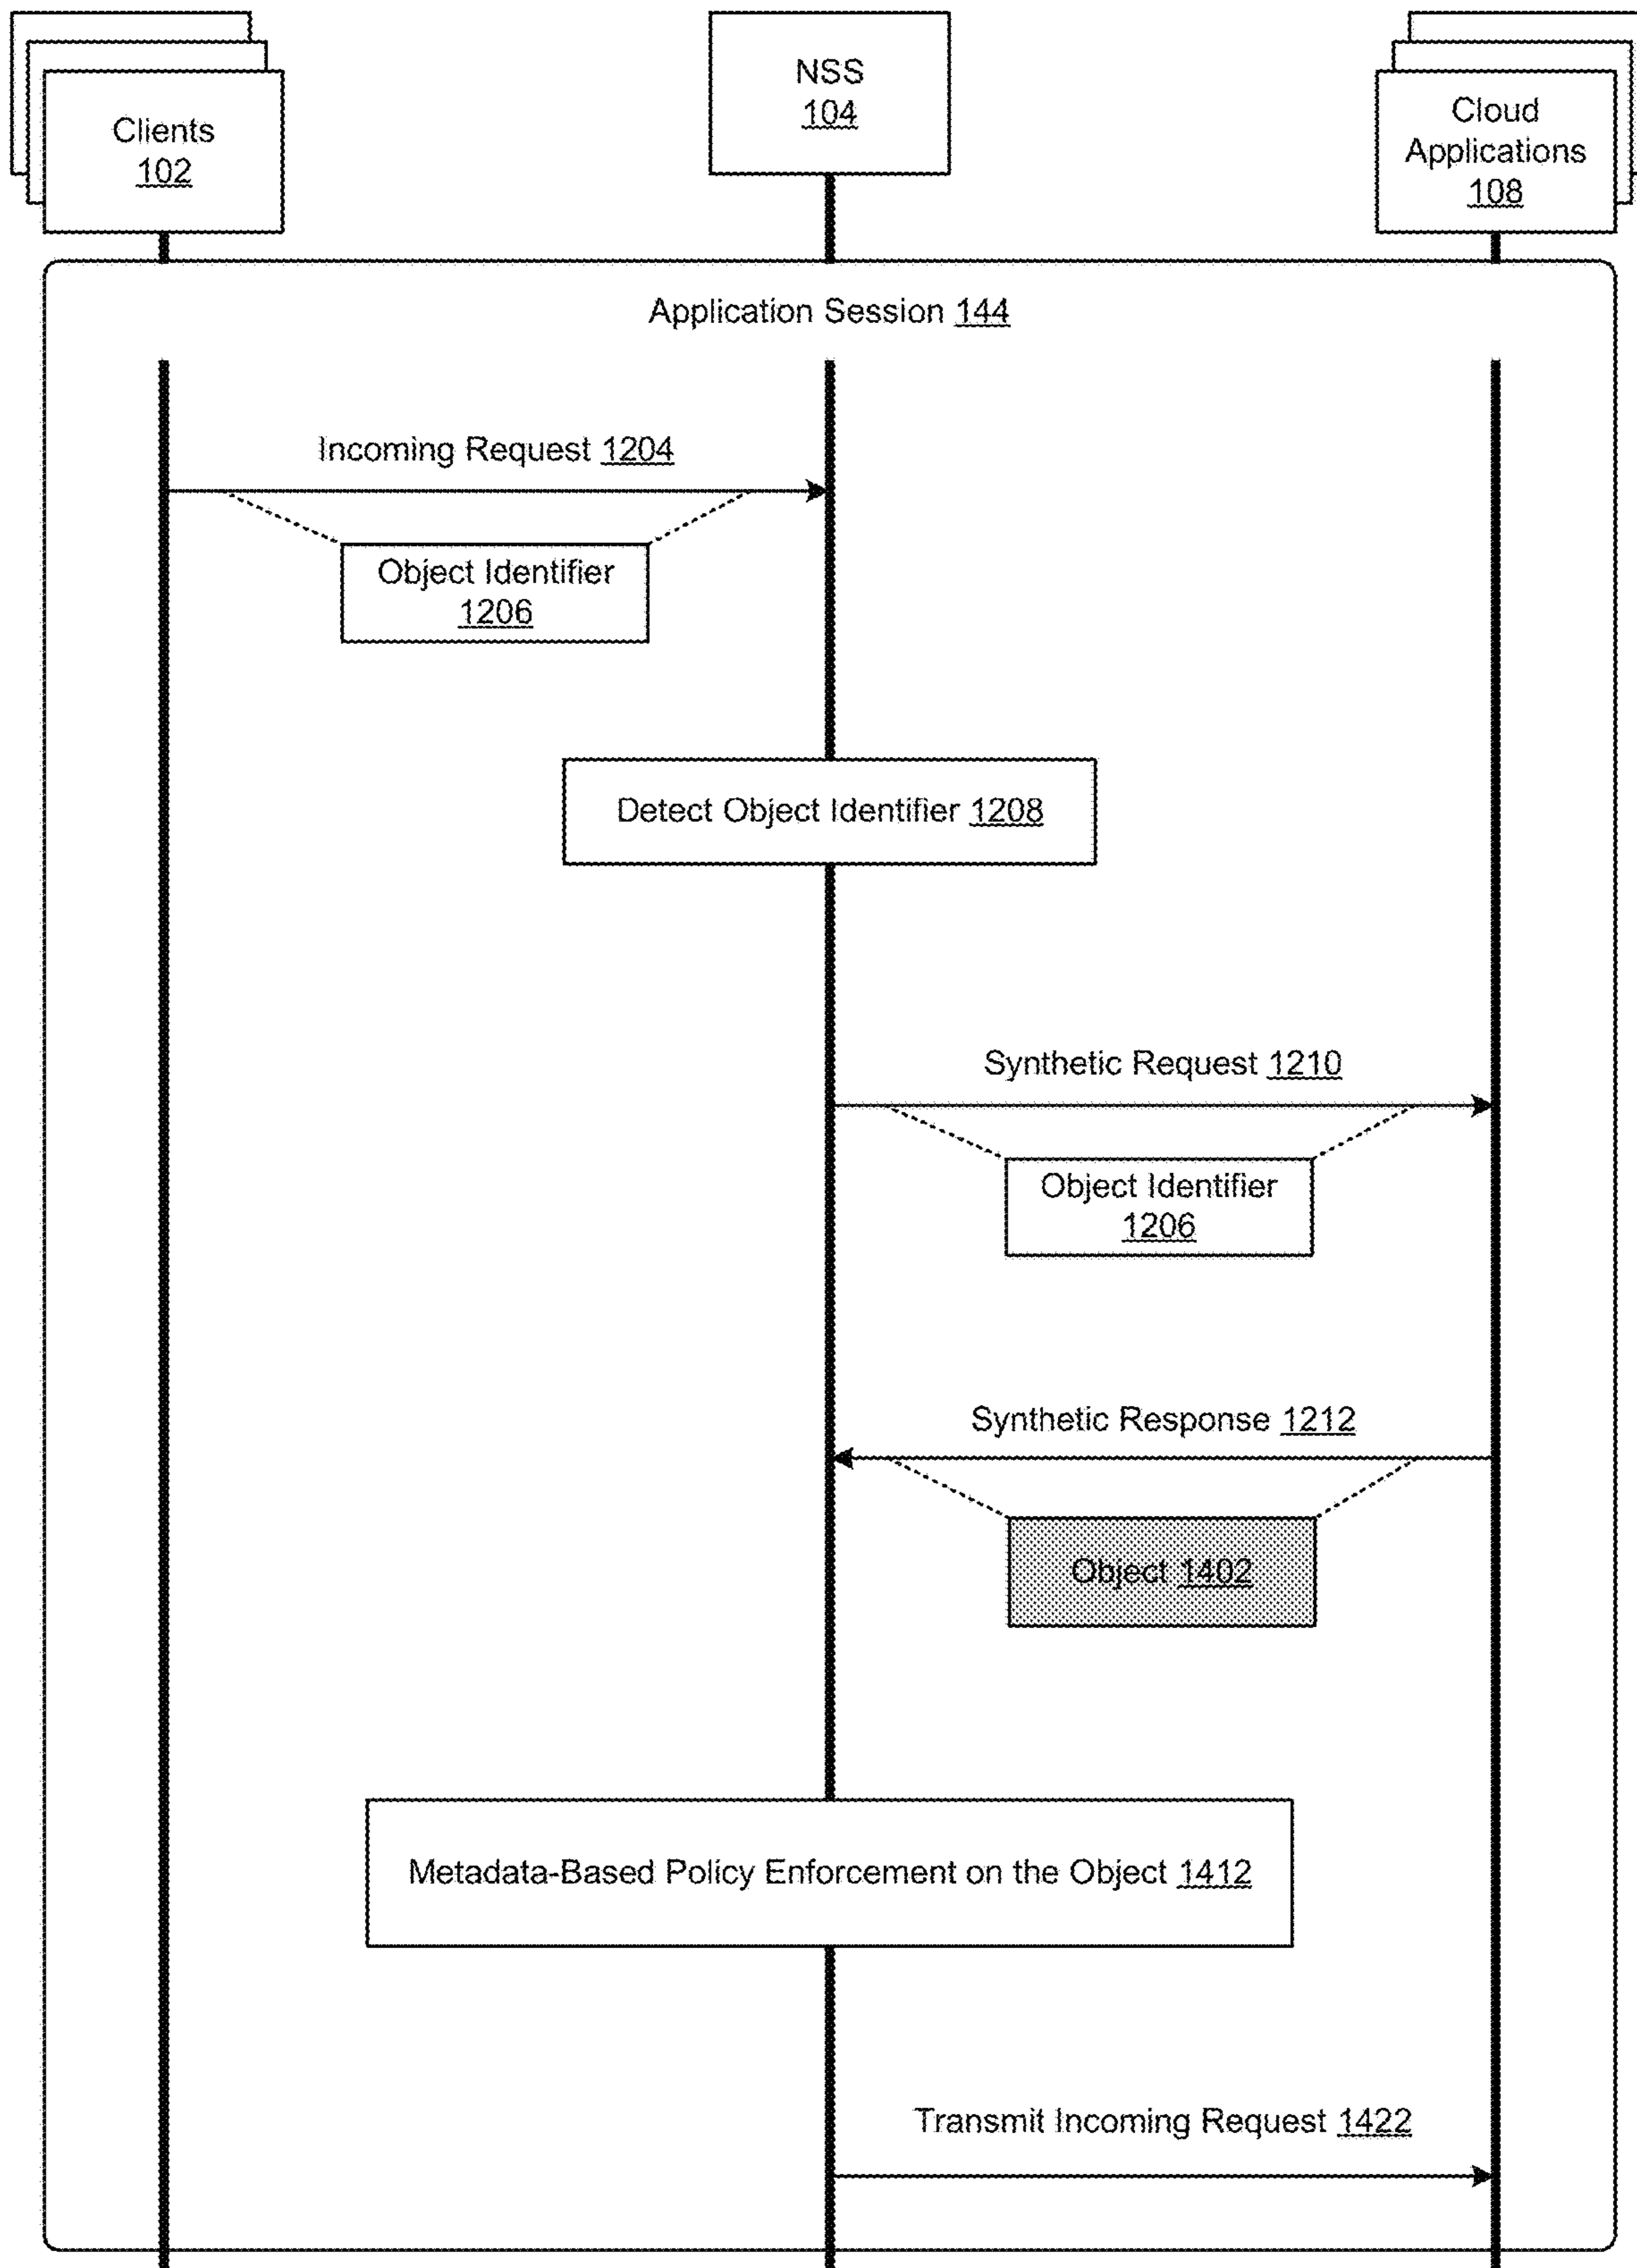 Clients
102
NSS
104
Cloud
Applications
108
Application Session 144
Incoming Request 1204
Object Identifier
1206
Detect Object Identifier 1208
Synthetic Request 1210
Object Identifier
1206
Synthetic Response 1212
Object 1402
Metadata-Based Policy Enforcement on the Object 1412
Transmit Incoming Request 1422